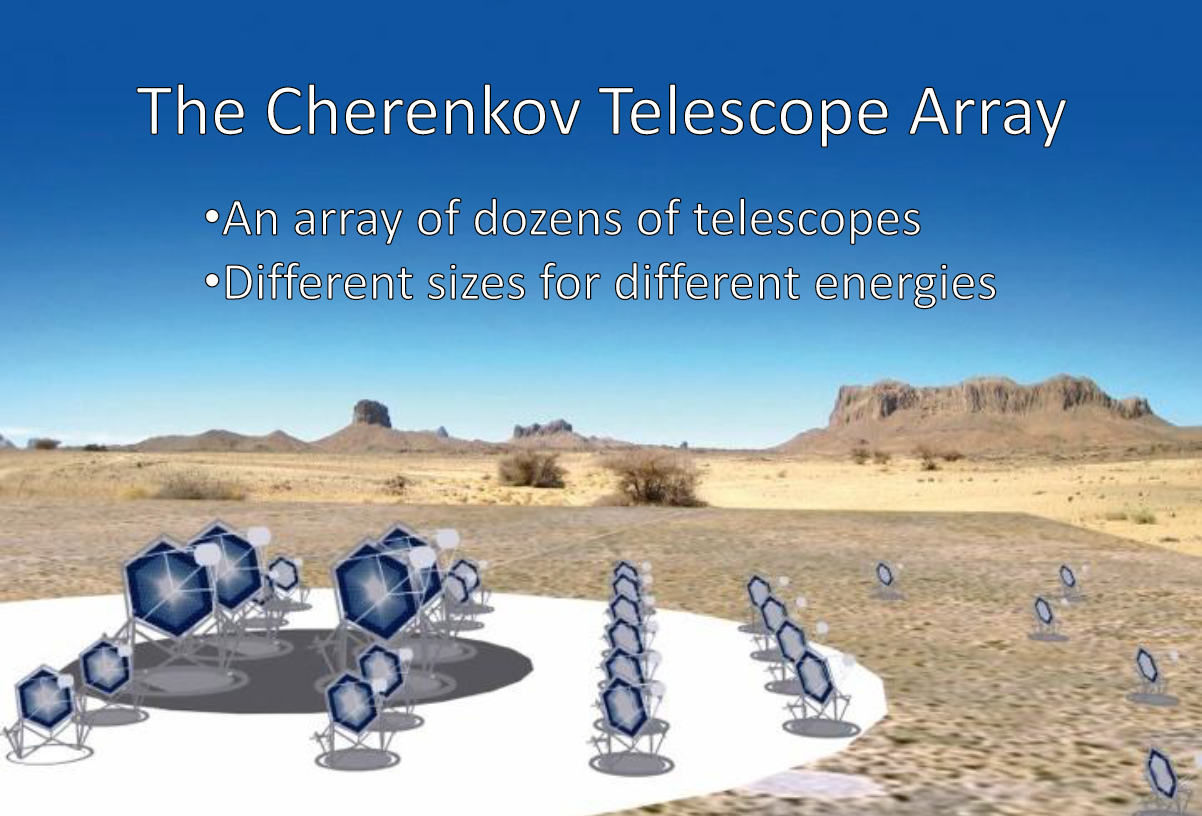 The Cherenkov Telescope Array
•An array of dozens of telescopes
•Different sizes for different energies